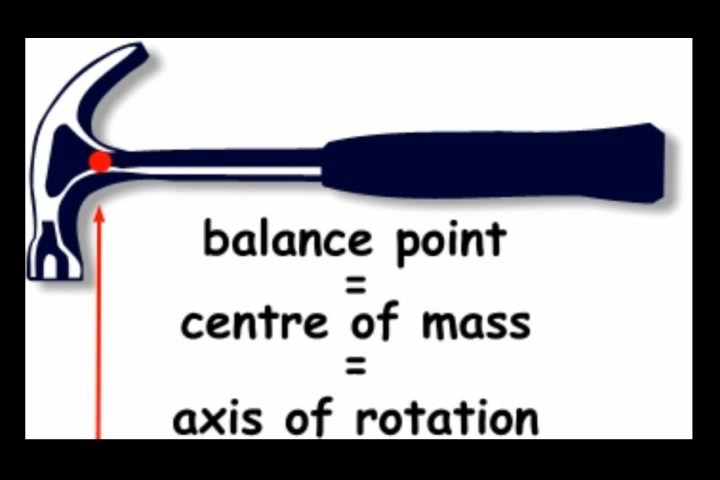 balance point
=
centre of mass
=
axis of rotation